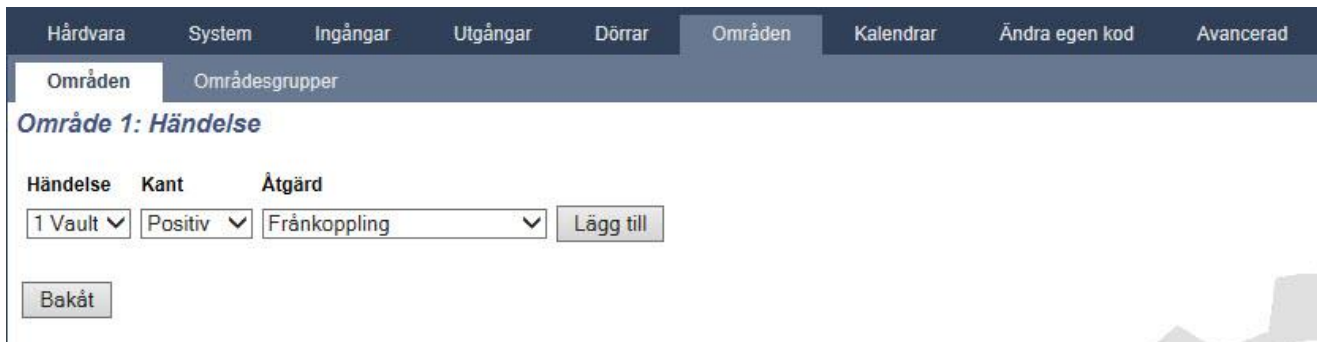 Hårdvara System Ingångar Utgångar Dörrar Områden Kalendrar Ändra egen kod Avancerad
Områden Områdesgrupper
Område 1: Händelse
Händelse Kant Åtgärd
1 Vault Positiv Frånkoppling Lägg till
Bakåt